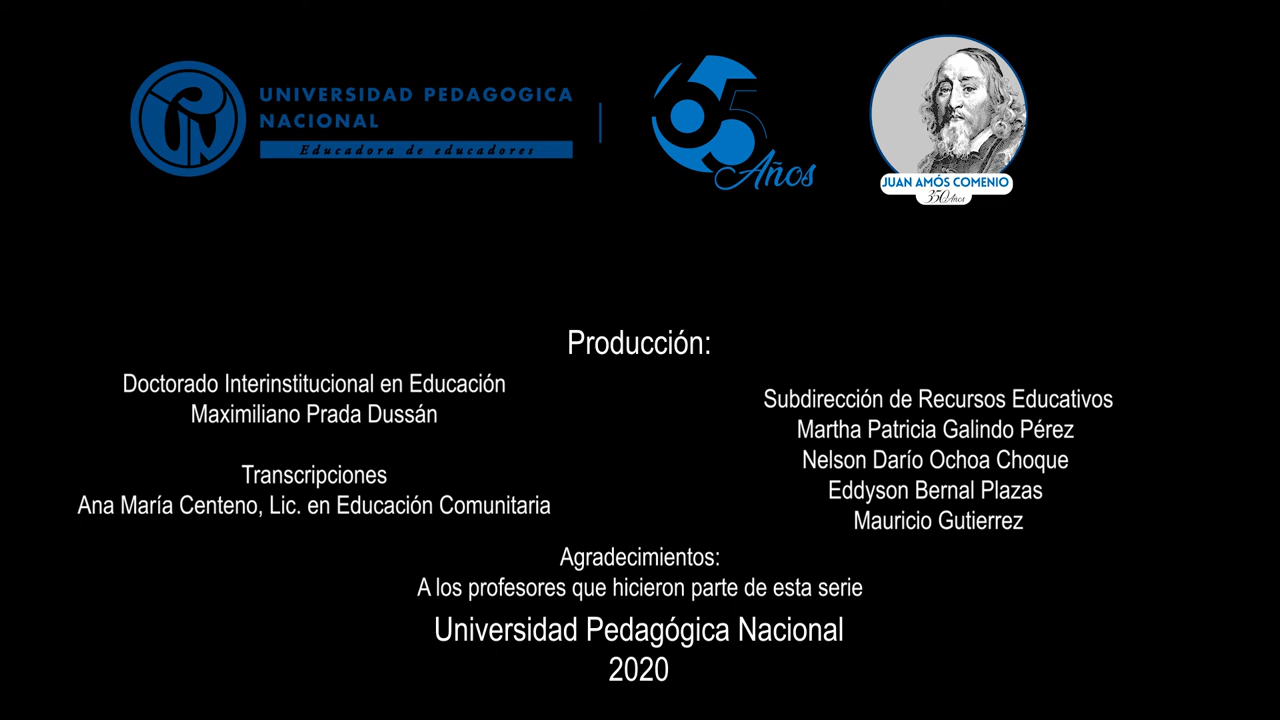 UNIVERSIDAD PEDAGOGICA
NACIONAL
Educadora de educadores
65
Años
JUAN AMÓS COMENIO
350 Años
Producción:
Doctorado Interinstitucional en Educación
Maximiliano Prada Dussán
Transcripciones
Ana María Centeno, Lic. en Educación Comunitaria
Subdirección de Recursos Educativos
Martha Patricia Galindo Pérez
Nelson Darío Ochoa Choque
Eddyson Bernal Plazas
Mauricio Gutierrez
Agradecimientos:
A los profesores que hicieron parte de esta serie
Universidad Pedagógica Nacional
2020